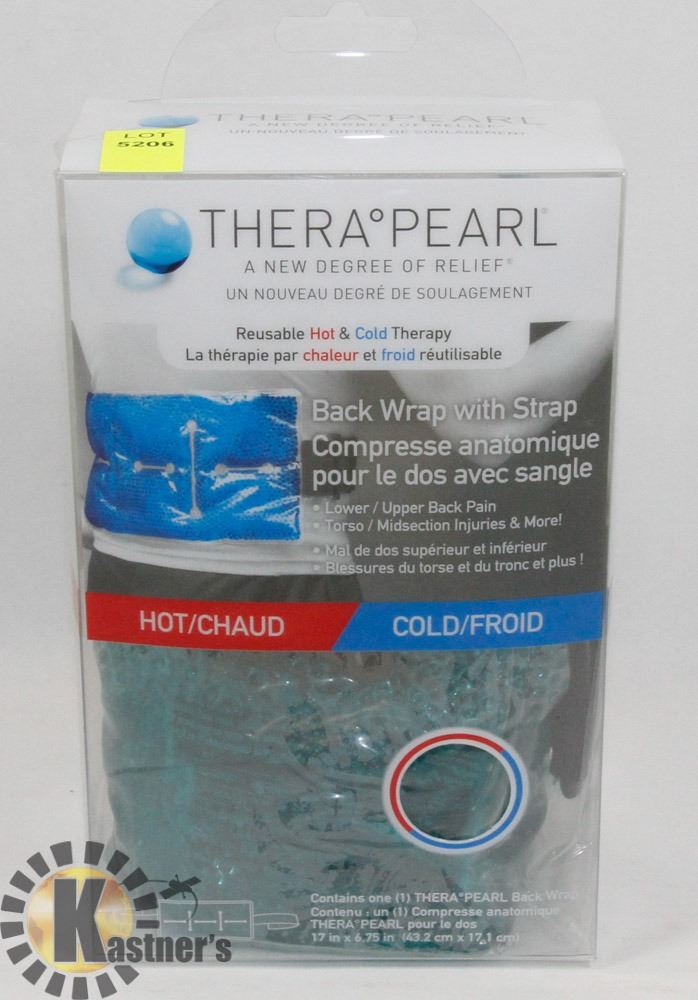 THERA°PEARL
A NEW DEGREE OF RELIEF
UN NOUVEAU DEGRÉ DE SOULAGEMENT
LOT
5206
THERA°PEARL®
A NEW DEGREE OF RELIEF®
UN NOUVEAU DEGRÉ DE SOULAGEMENT
Reusable Hot & Cold Therapy
La thérapie par chaleur et froid réutilisable
Back Wrap with Strap
Compresse anatomique
pour le dos avec sangle
• Lower / Upper Back Pain
• Torso / Midsection Injuries & More!
• Mal de dos supérieur et inférieur
• Blessures du torse et du tronc et plus !
HOT/CHAUD
COLD/FROID
Contains one (1) THERA°PEARL Back Wrap
Contenu : un (1) Compresse anatomique
THERA°PEARL pour le dos
17 in x 6.75 in (43.2 cm x 17.1 cm)
Kastner's